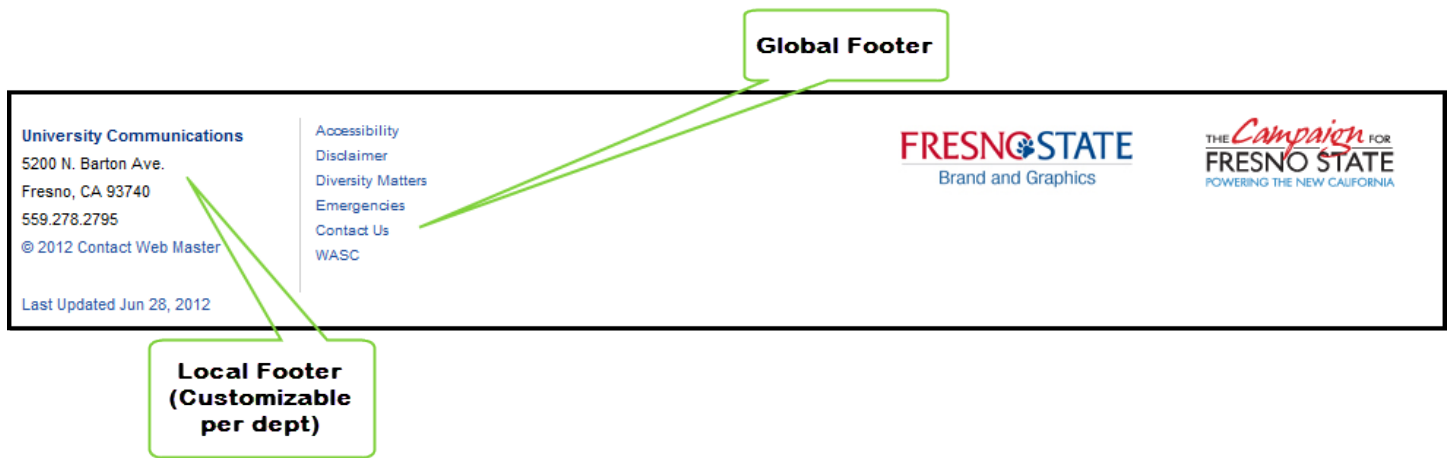 Global Footer
University Communications
5200 N. Barton Ave.
Fresno, CA 93740
559.278.2795
© 2012 Contact Web Master
Last Updated Jun 28, 2012
Accessibility
Disclaimer
Diversity Matters
Emergencies
Contact Us
WASC
FRESNO STATE
Brand and Graphics
THE Campaign FOR
FRESNO STATE
POWERING THE NEW CALIFORNIA
Local Footer
(Customizable
per dept)